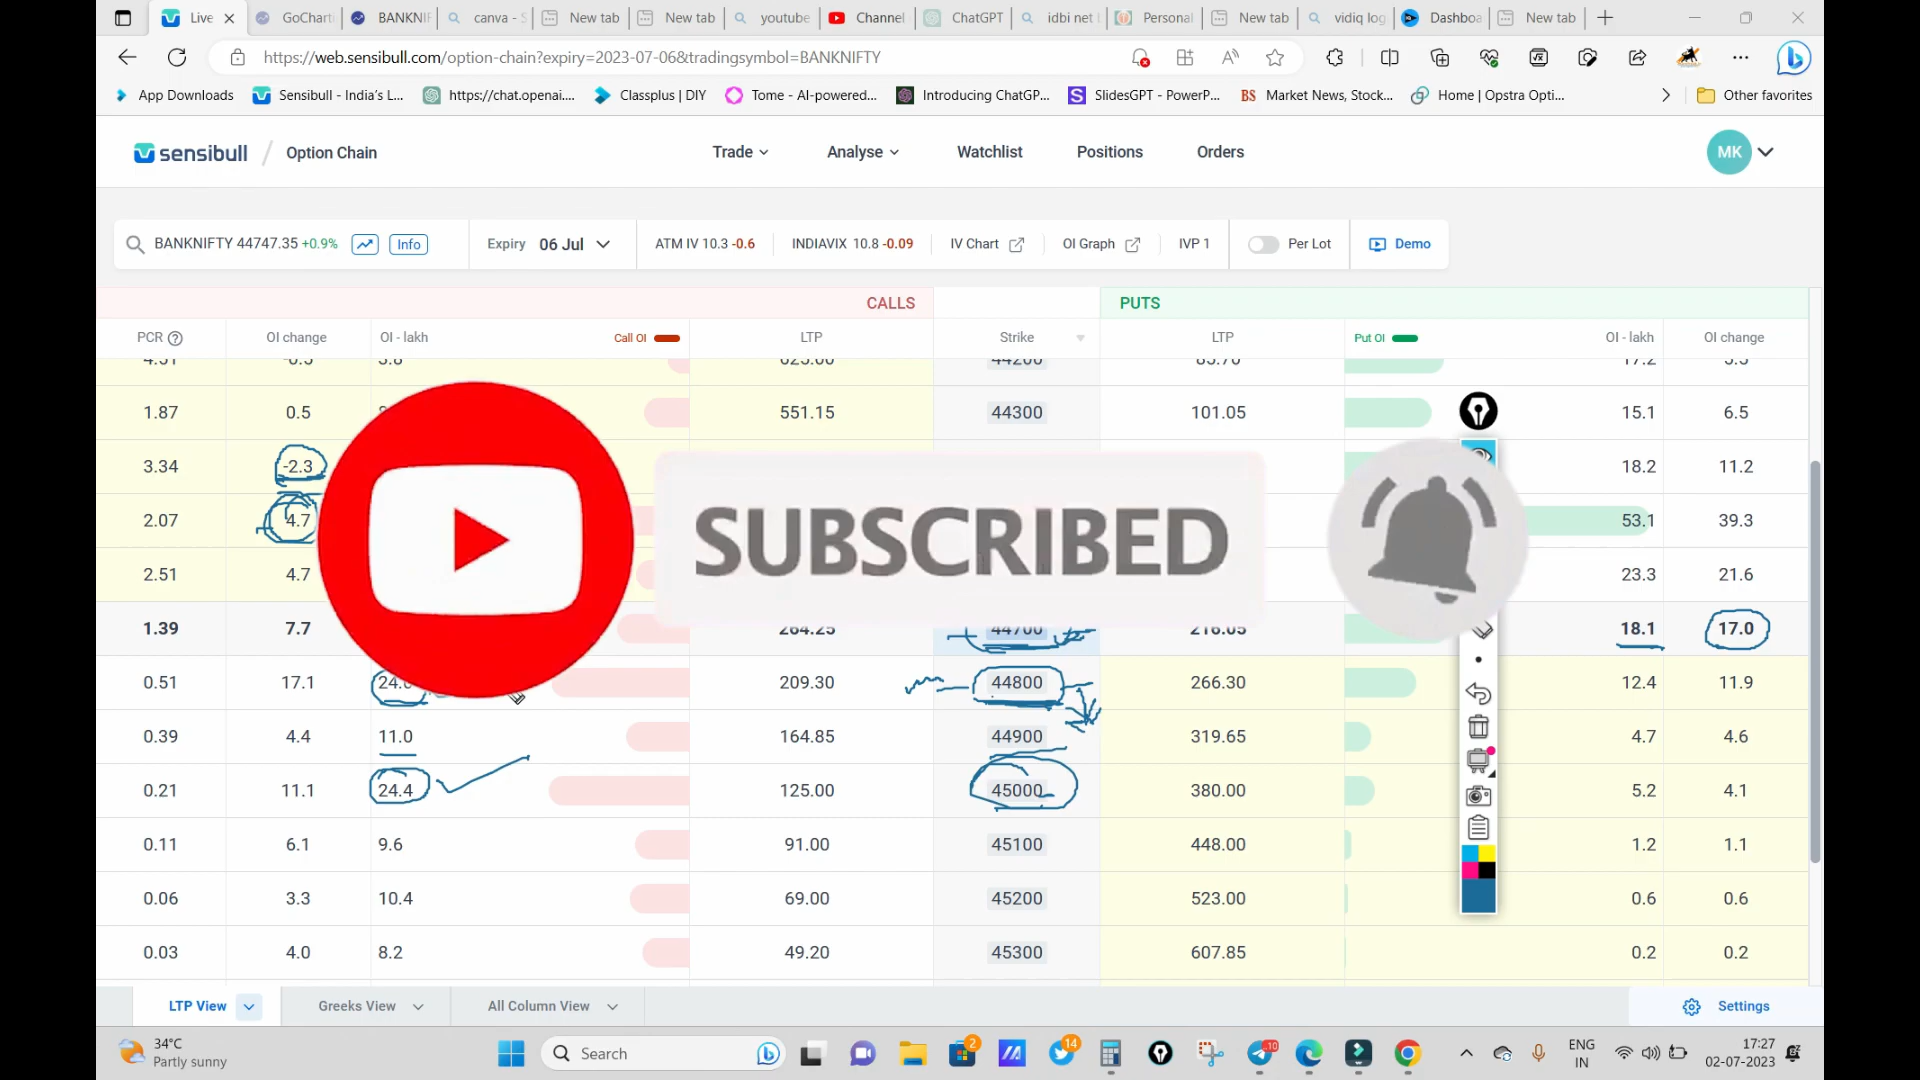 Live
GoCharti
BANKNIF
canva - S
New tab
New tab
youtube
Channel
ChatGPT
idbi net l
Personal
New tab
vidiq log
Dashboa
New tab
https://web.sensibull.com/option-chain?expiry=2023-07-06&tradingsymbol=BANKNIFTY
App Downloads
Sensibull - India's L...
https://chat.openai....
Classplus | DIY
Tome - AI-powered...
Introducing ChatGP...
SlidesGPT - PowerP...
BS Market News, Stock...
Home | Opstra Opti...
Other favorites
sensibull / Option Chain
Trade
Analyse
Watchlist
Positions
Orders
MK
BANKNIFTY 44747.35 +0.9% Info
Expiry 06 Jul
ATM IV 10.3 -0.6
INDIAVIX 10.8 -0.09
IV Chart
OI Graph
IVP 1
Per Lot
Demo
CALLS PUTS
PCR OI change OI - lakh Call OI LTP Strike LTP Put OI OI - lakh OI change
1.87 0.5 551.15 44300 101.05 15.1 6.5
3.34 -2.3 18.2 11.2
2.07 4.7 53.1 39.3
SUBSCRIBED
2.51 4.7 23.3 21.6
1.39 7.7 264.25 44700 216.05 18.1 17.0
0.51 17.1 209.30 44800 266.30 12.4 11.9
0.39 4.4 11.0 164.85 44900 319.65 4.7 4.6
0.21 11.1 24.4 125.00 45000 380.00 5.2 4.1
0.11 6.1 9.6 91.00 45100 448.00 1.2 1.1
0.06 3.3 10.4 69.00 45200 523.00 0.6 0.6
0.03 4.0 8.2 49.20 45300 607.85 0.2 0.2
LTP View
Greeks View
All Column View
Settings
34°C
Partly sunny
Search
2
14
10
ENG
IN
17:27
02-07-2023